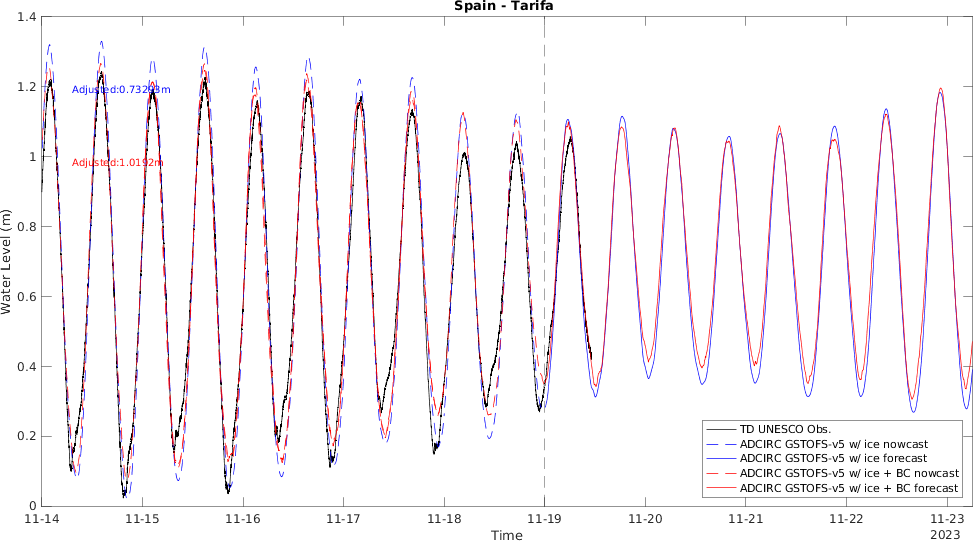 Spain - Tarifa
1.4
1.2
1
0.8
0.6
0.4
0.2
0
Water Level (m)
Adjusted:0.73293m
Adjusted:1.0192m
TD UNESCO Obs.
ADCIRC GSTOFS-v5 w/ ice nowcast
ADCIRC GSTOFS-v5 w/ ice forecast
ADCIRC GSTOFS-v5 w/ ice + BC nowcast
ADCIRC GSTOFS-v5 w/ ice + BC forecast
11-14 11-15 11-16 11-17 11-18 11-19 11-20 11-21 11-22 11-23
Time 2023